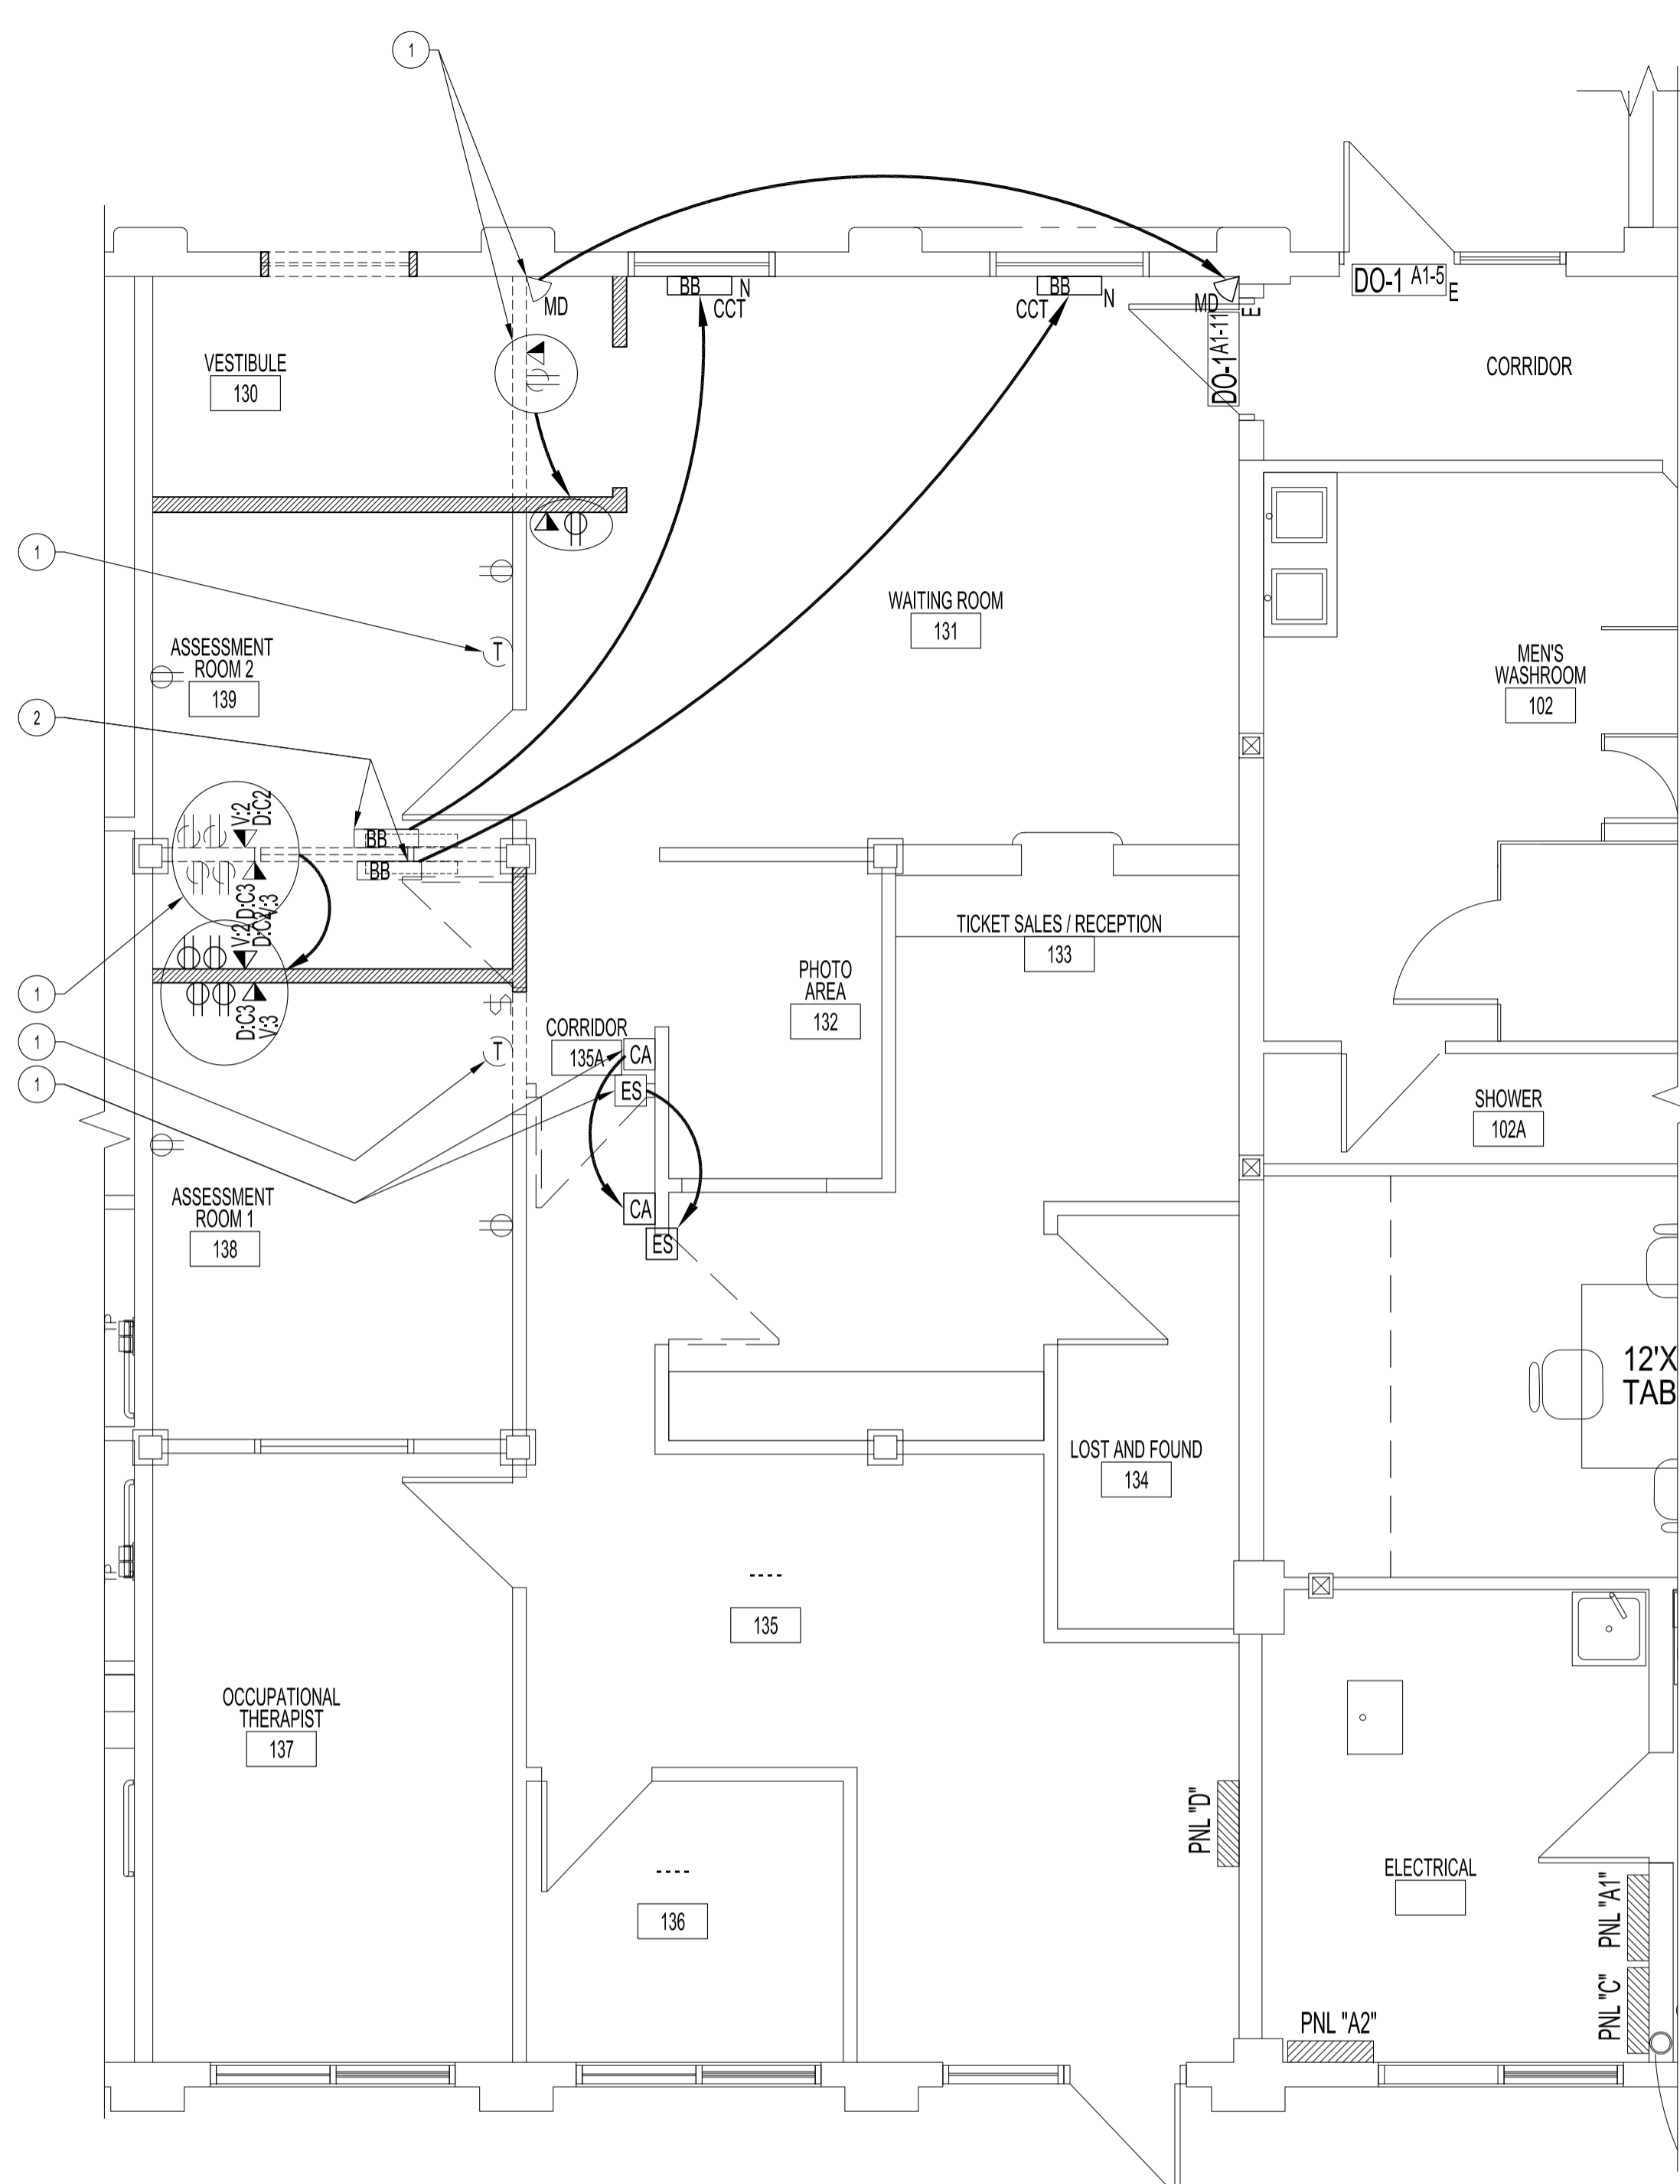 1
DO-1 A1-5 E
BB N
CCT
BB N
CCT
MD
MD
E
DO-1 A1-11
VESTIBULE
130
CORRIDOR
1
WAITING ROOM
131
ASSESSMENT
ROOM 2
139
T
MEN'S
WASHROOM
102
2
V:2
D:C2
BB
BB
D:C3
V:3
V:2
D:C2
TICKET SALES / RECEPTION
133
PHOTO
AREA
132
1
D:C3
V:3
CORRIDOR
135A
CA
ES
T
1
1
SHOWER
102A
ASSESSMENT
ROOM 1
138
CA
ES
12'X
TAB
LOST AND FOUND
134
----
135
OCCUPATIONAL
THERAPIST
137
PNL "D"
----
136
ELECTRICAL
PNL "A1"
PNL "C"
PNL "A2"